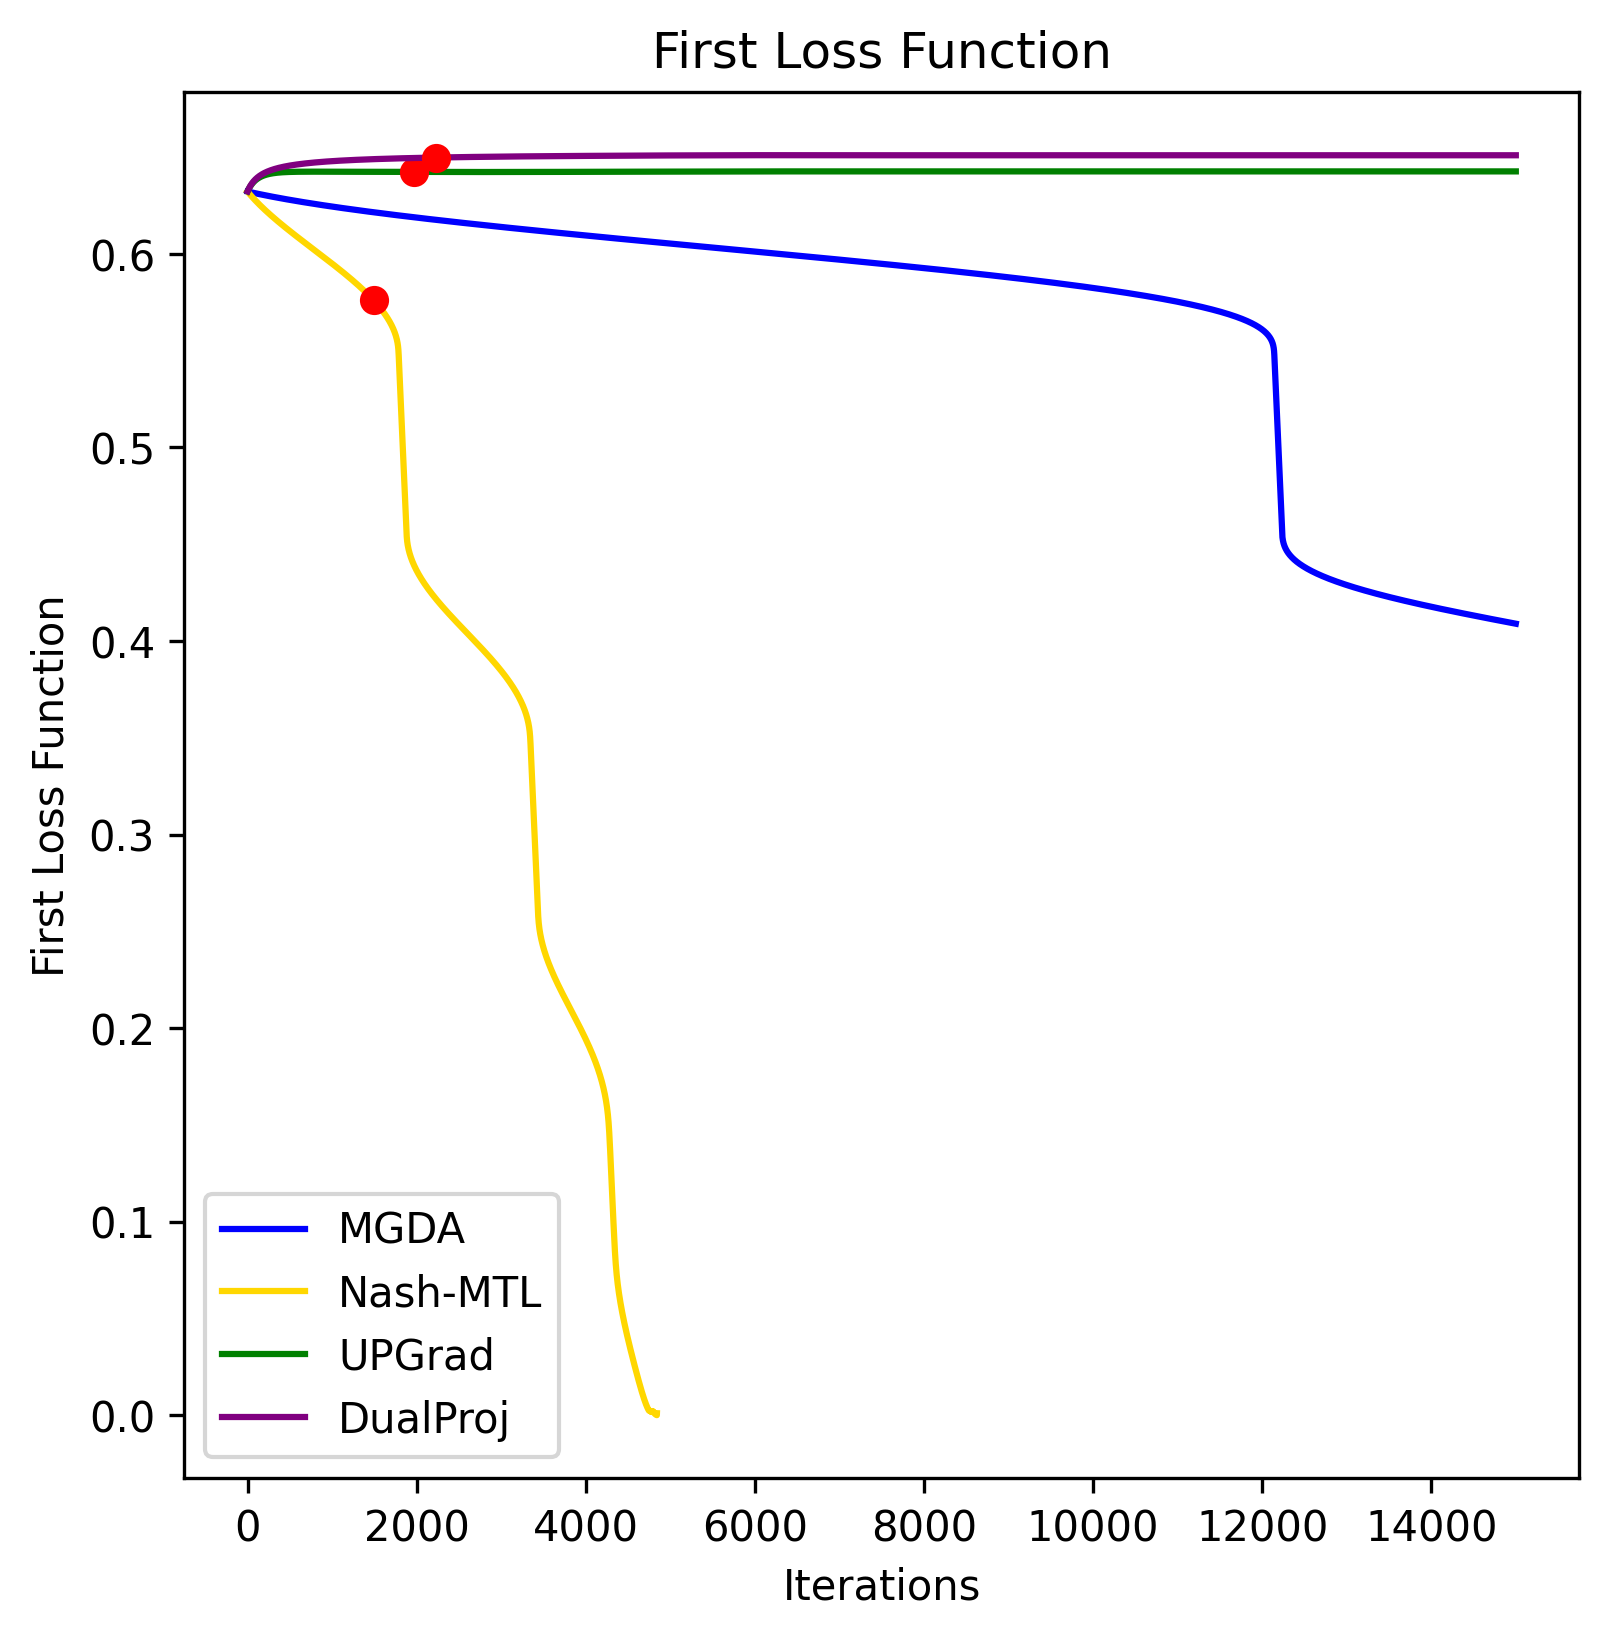 First Loss Function
First Loss Function
0.6
0.5
0.4
0.3
0.2
0.1
0.0
MGDA
Nash-MTL
UPGrad
DualProj
0 2000 4000 6000 8000 10000 12000 14000
Iterations